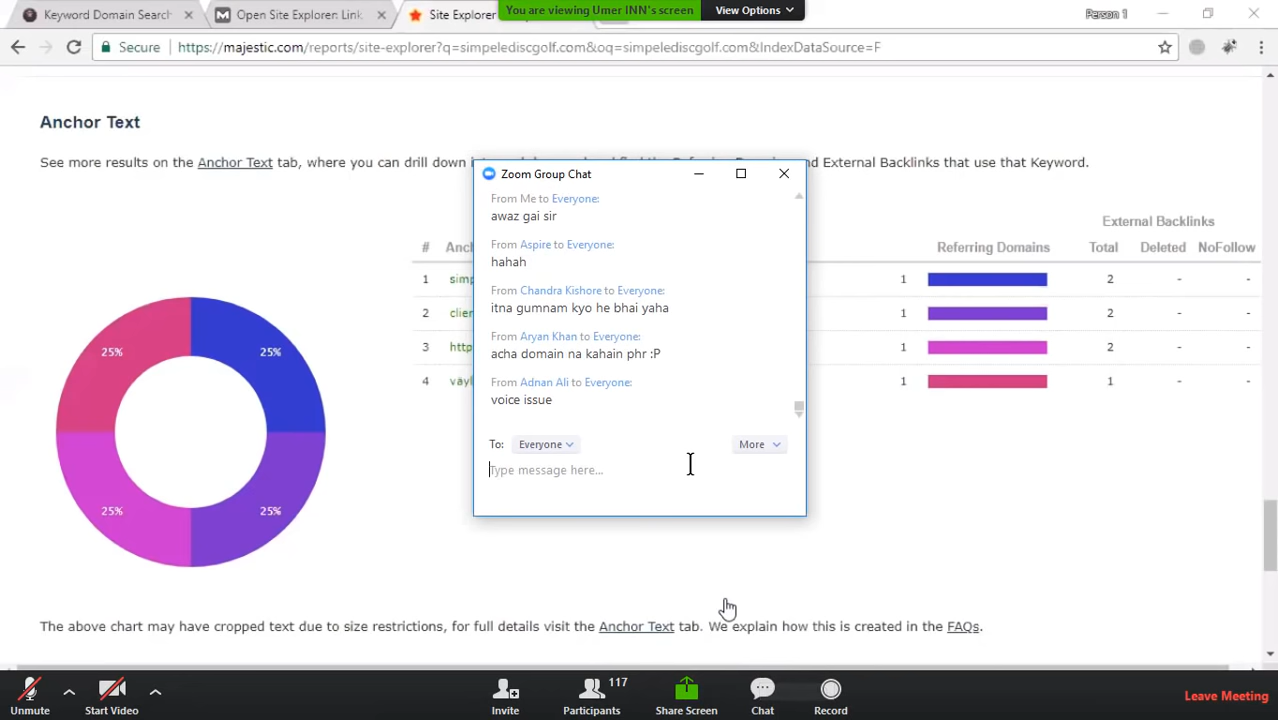 Keyword Domain Search
Open Site Explorer: Link
Site Explorer
You are viewing Umer INN's screen
View Options
Person 1
Secure
https://majestic.com/reports/site-explorer?q=simpelediscgolf.com&oq=simpelediscgolf.com&IndexDataSource=F
Anchor Text
See more results on the Anchor Text tab, where you can drill down
and External Backlinks that use that Keyword.
External Backlinks
# Referring Domains Total Deleted NoFollow
1 simp 1 2 - -
2 clien 1 2 - -
3 http 1 2 - -
4 vayl 1 1 - -
25% 25%
25% 25%
Zoom Group Chat
From Me to Everyone:
awaz gai sir
From Aspire to Everyone:
hahah
From Chandra Kishore to Everyone:
itna gumnam kyo he bhai yaha
From Aryan Khan to Everyone:
acha domain na kahain phr :P
From Adnan Ali to Everyone:
voice issue
To: Everyone More
Type message here...
The above chart may have cropped text due to size restrictions, for full details visit the Anchor Text tab. We explain how this is created in the FAQs.
117
Unmute Start Video Invite Participants Share Screen Chat Record Leave Meeting